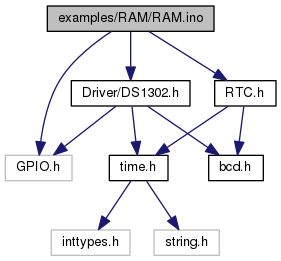 examples/RAM/RAM.ino
Driver/DS1302.h
RTC.h
GPIO.h
time.h
bcd.h
inttypes.h
string.h